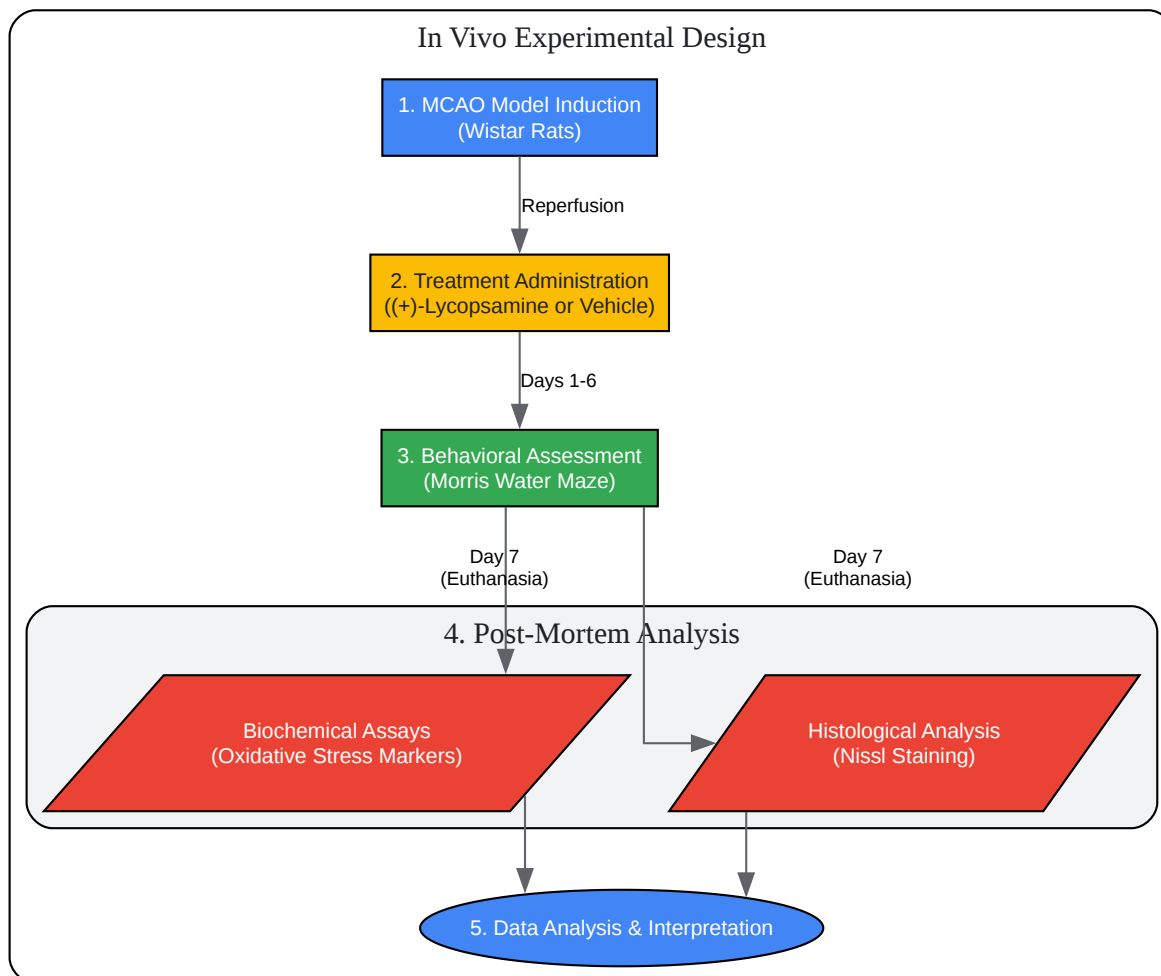 In Vivo Experimental Design
1. MCAO Model Induction
(Wistar Rats)
Reperfusion
2. Treatment Administration
((+)-Lycopsamine or Vehicle)
Days 1-6
3. Behavioral Assessment
(Morris Water Maze)
Day 7
(Euthanasia)
Day 7
(Euthanasia)
4. Post-Mortem Analysis
Biochemical Assays
(Oxidative Stress Markers)
Histological Analysis
(Nissl Staining)
5. Data Analysis & Interpretation